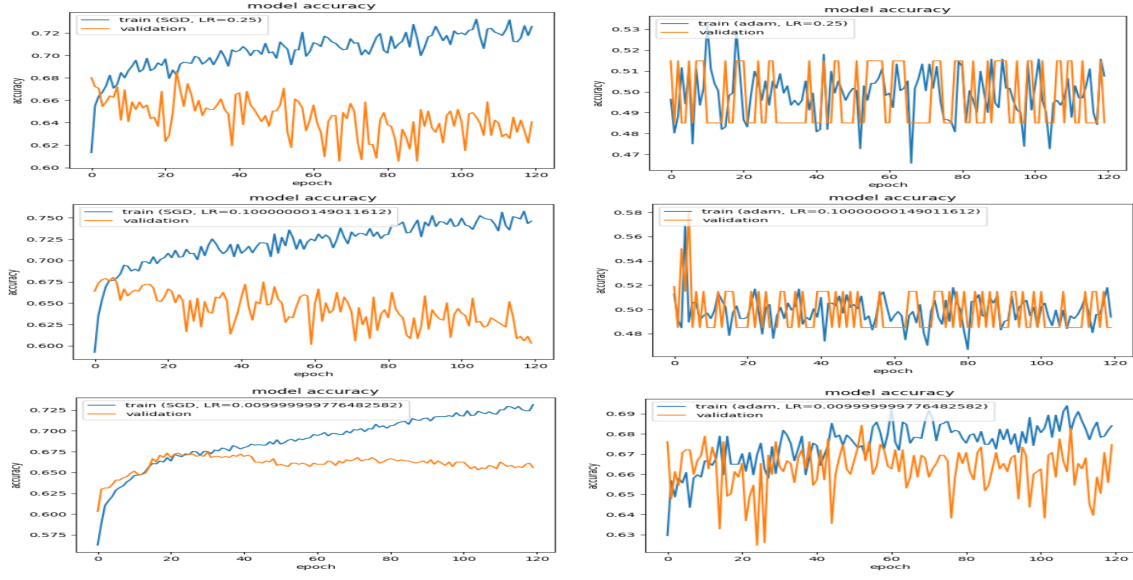 model accuracy
train (SGD, LR=0.25)
validation
accuracy
0.72
0.70
0.68
0.66
0.64
0.62
0.60
0 20 40 60 80 100 120
epoch
model accuracy
train (adam, LR=0.25)
validation
accuracy
0.53
0.52
0.51
0.50
0.49
0.48
0.47
0 20 40 60 80 100 120
epoch
model accuracy
train (SGD, LR=0.10000000149011612)
validation
accuracy
0.750
0.725
0.700
0.675
0.650
0.625
0.600
0 20 40 60 80 100 120
epoch
model accuracy
train (adam, LR=0.10000000149011612)
validation
accuracy
0.58
0.56
0.54
0.52
0.50
0.48
0 20 40 60 80 100 120
epoch
model accuracy
train (SGD, LR=0.009999999776482582)
validation
accuracy
0.725
0.700
0.675
0.650
0.625
0.600
0.575
0 20 40 60 80 100 120
epoch
model accuracy
train (adam, LR=0.009999999776482582)
validation
accuracy
0.69
0.68
0.67
0.66
0.65
0.64
0.63
0 20 40 60 80 100 120
epoch